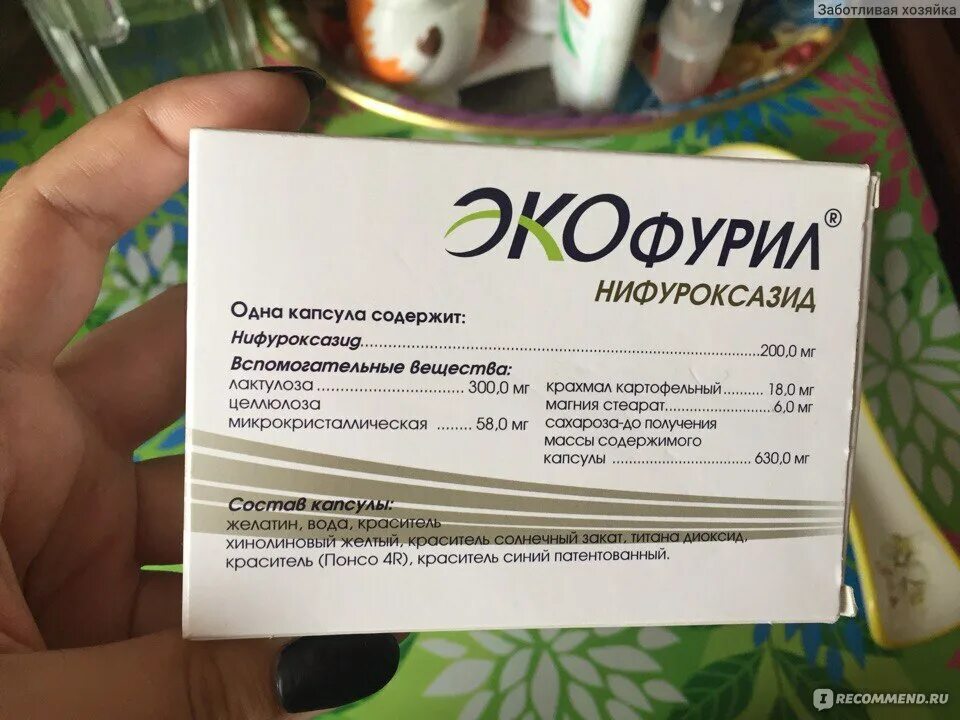 Заботливая хозяйка
ЭКОФУРИЛ®
НИФУРОКСАЗИД
Одна капсула содержит:
Нифуроксазид........................................................200,0 мг
Вспомогательные вещества:
лактулоза......................300,0 мг
целлюлоза
микрокристаллическая ........ 58,0 мг
крахмал картофельный....... 18,0 мг
магния стеарат..................6,0 мг
сахароза-до получения
массы содержимого
капсулы ......................... 630,0 мг
Состав капсулы:
желатин, вода, краситель
хинолиновый желтый, краситель солнечный закат, титана диоксид,
краситель (Понсо 4R), краситель синий патентованный.
IRECOMMEND.RU